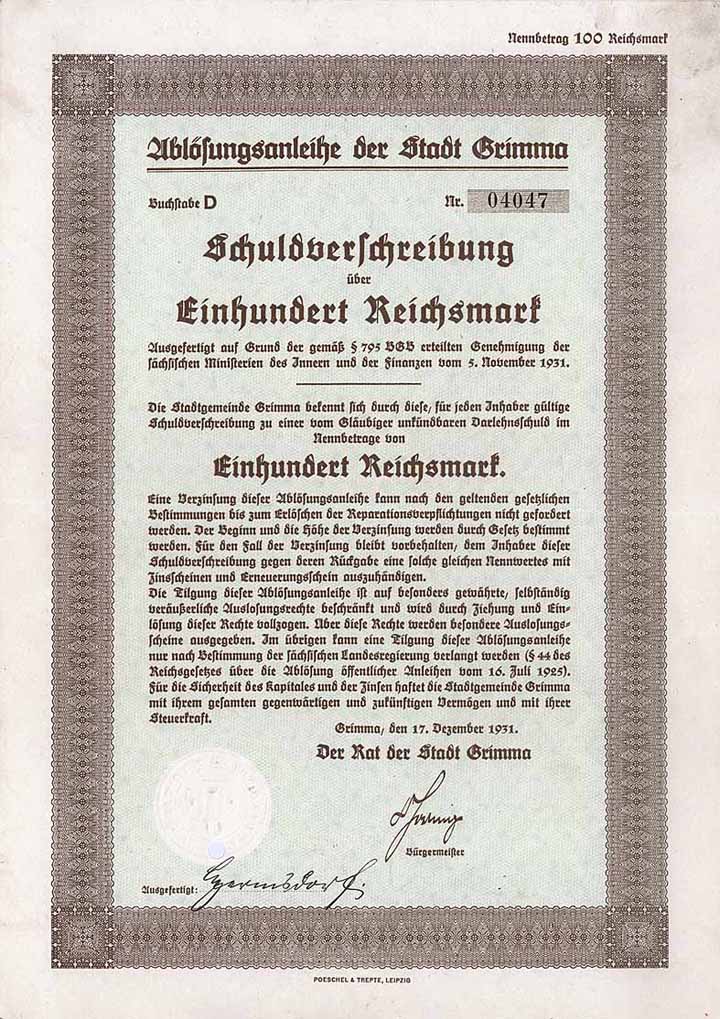 Nennbetrag 100 Reichsmark
Ablösungsanleihe der Stadt Grimma
Buchstabe D Nr. 04047
Schuldverschreibung
über
Einhundert Reichsmark
Ausgefertigt auf Grund der gemäß § 795 BGB erteilten Genehmigung der
sächsischen Ministerien des Innern und der Finanzen vom 5. November 1931.
Die Stadtgemeinde Grimma bekennt sich durch diese, für jeden Inhaber gültige
Schuldverschreibung zu einer vom Gläubiger unkündbaren Darlehnsschuld im
Nennbetrage von
Einhundert Reichsmark.
Eine Verzinsung dieser Ablösungsanleihe kann nach den geltenden gesetzlichen
Bestimmungen bis zum Erlöschen der Reparationsverpflichtungen nicht gefordert
werden. Der Beginn und die Höhe der Verzinsung werden durch Gesetz bestimmt
werden. Für den Fall der Verzinsung bleibt vorbehalten, dem Inhaber dieser
Schuldverschreibung gegen deren Rückgabe eine solche gleichen Nennwertes mit
Zinsscheinen und Erneuerungsschein auszuhändigen.
Die Tilgung dieser Ablösungsanleihe ist auf besonders gewährte, selbständig
veräußerliche Auslosungsrechte beschränkt und wird durch Ziehung und Ein-
lösung dieser Rechte vollzogen. Über diese Rechte werden besondere Auslosungs-
scheine ausgegeben. Im übrigen kann eine Tilgung dieser Ablösungsanleihe
nur nach Bestimmung der sächsischen Landesregierung verlangt werden (§ 44 des
Reichsgesetzes über die Ablösung öffentlicher Anleihen vom 16. Juli 1925).
Für die Sicherheit des Kapitales und der Zinsen haftet die Stadtgemeinde Grimma
mit ihrem gesamten gegenwärtigen und zukünftigen Vermögen und mit ihrer
Steuerkraft.
Grimma, den 17. Dezember 1931.
Der Rat der Stadt Grimma
Bürgermeister
Ausgefertigt:
POESCHEL & TREPTE, LEIPZIG